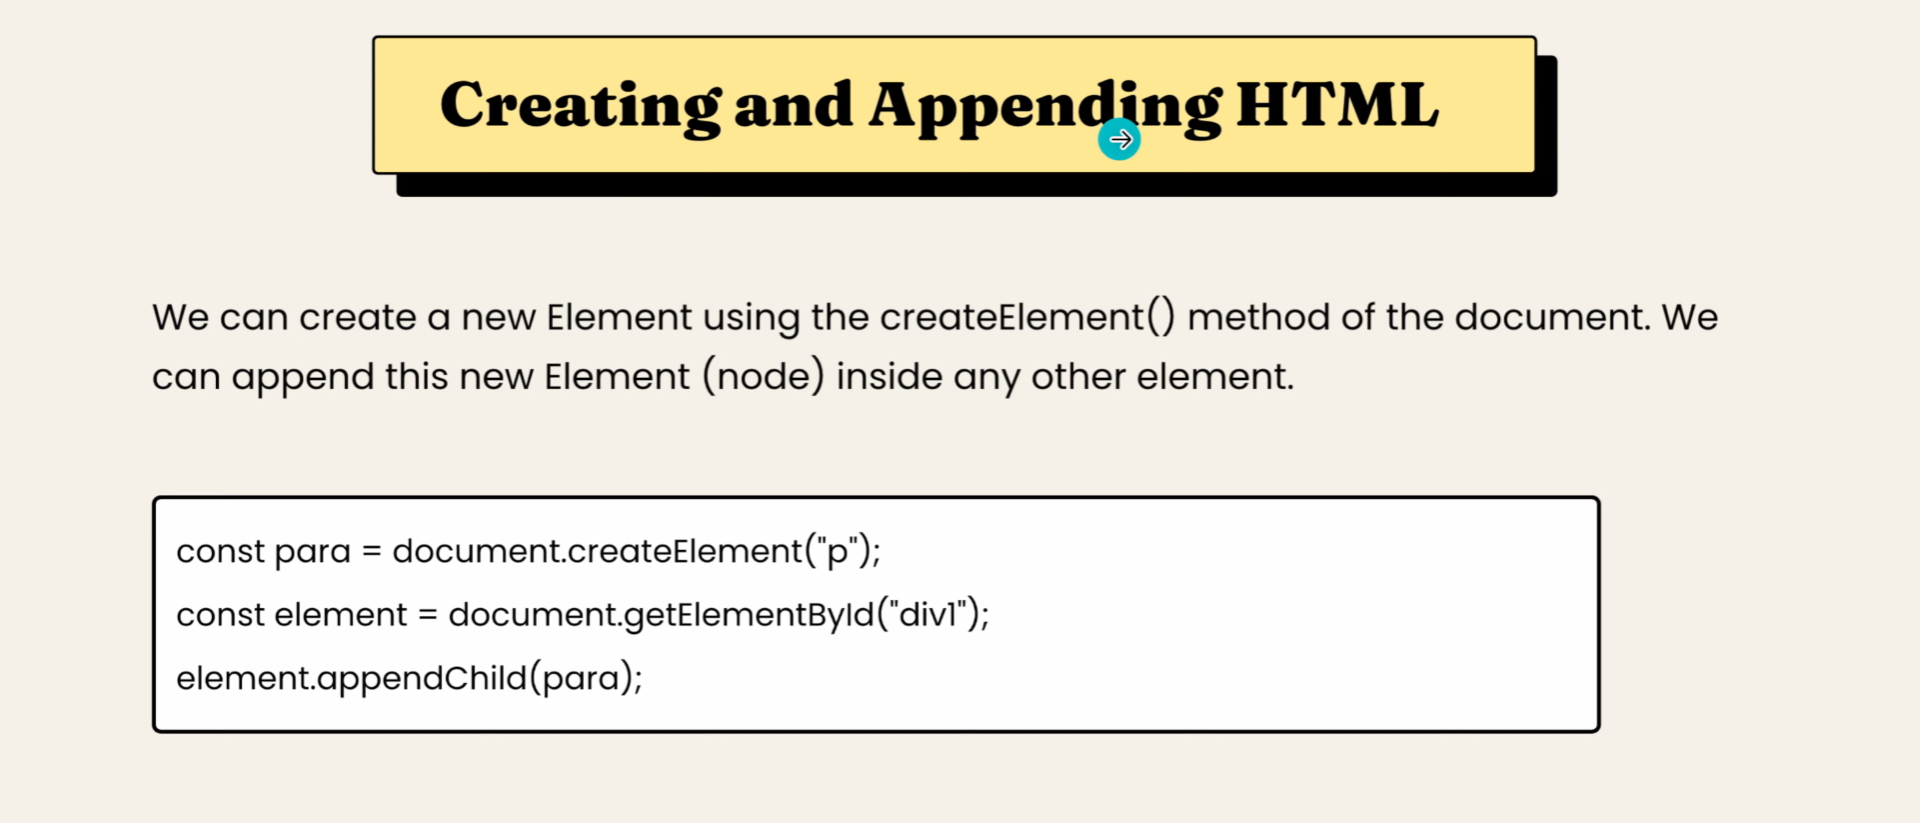 Creating and Appending HTML
We can create a new Element using the createElement() method of the document. We
can append this new Element (node) inside any other element.
const para = document.createElement("p");
const element = document.getElementById("div1");
element.appendChild(para);